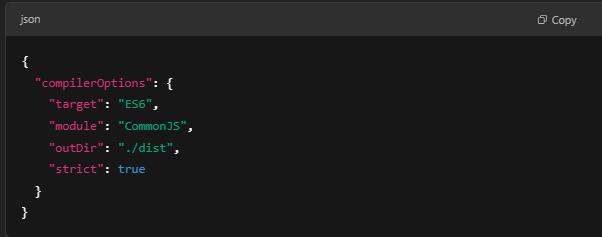 json
Copy
{
  "compilerOptions": {
    "target": "ES6",
    "module": "CommonJS",
    "outDir": "./dist",
    "strict": true
  }
}